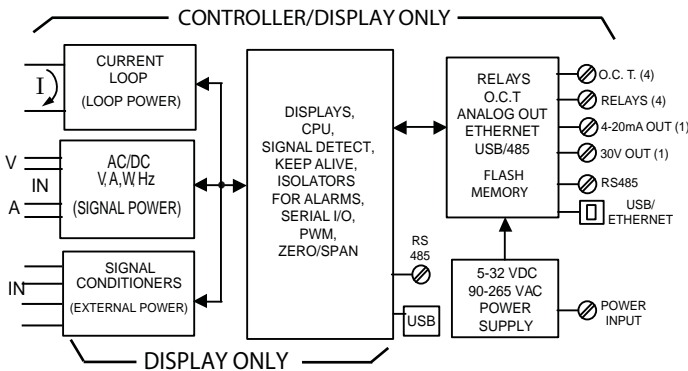 CONTROLLER/DISPLAY ONLY
CURRENT
LOOP
(LOOP POWER)
I
V
IN
A
AC/DC
V,A,W,Hz
(SIGNAL POWER)
IN
SIGNAL
CONDITIONERS
(EXTERNAL POWER)
DISPLAYS,
CPU,
SIGNAL DETECT,
KEEP ALIVE,
ISOLATORS
FOR ALARMS,
SERIAL I/O,
PWM,
ZERO/SPAN
RS
485
USB
RELAYS
O.C.T
ANALOG OUT
ETHERNET
USB/485
FLASH
MEMORY
O.C. T. (4)
RELAYS (4)
4-20mA OUT (1)
30V OUT (1)
RS485
USB/
ETHERNET
5-32 VDC
90-265 VAC
POWER
SUPPLY
POWER
INPUT
DISPLAY ONLY